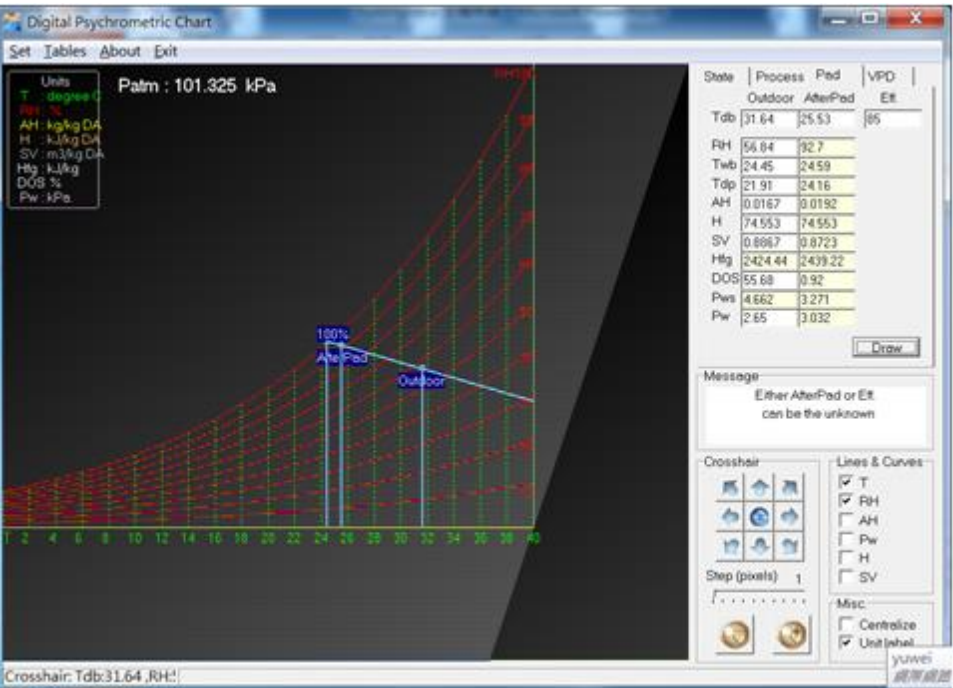 Digital Psychrometric Chart
Set Tables About Exit
Units
T : degree C
RH : %
AH : kg/kg DA
H : kJ/kg DA
SV : m3/kg DA
Hfg : kJ/kg
DOS %
Pw : kPa
Patm : 101.325 kPa
100%
AfterPad
Outdoor
T 2 4 6 8 10 12 14 16 18 20 22 24 26 28 30 32 34 36 38 40
State Process Pad VPD
Outdoor AfterPad Eff.
Tdb 31.64 25.53 85
RH 56.84 92.7
Twb 24.45 24.59
Tdp 21.91 24.16
AH 0.0167 0.0192
H 74.553 74.553
SV 0.8867 0.8723
Hfg 2424.44 2439.22
DOS 55.68 0.92
Pws 4.662 3.271
Pw 2.65 3.032
Draw
Message
Either AfterPad or Eff.
can be the unknown
Crosshair
Step (pixels) 1
Lines & Curves
T
RH
AH
Pw
H
SV
Misc.
Centralize
Unit label
yuwei
Crosshair: Tdb:31.64 ,RH: